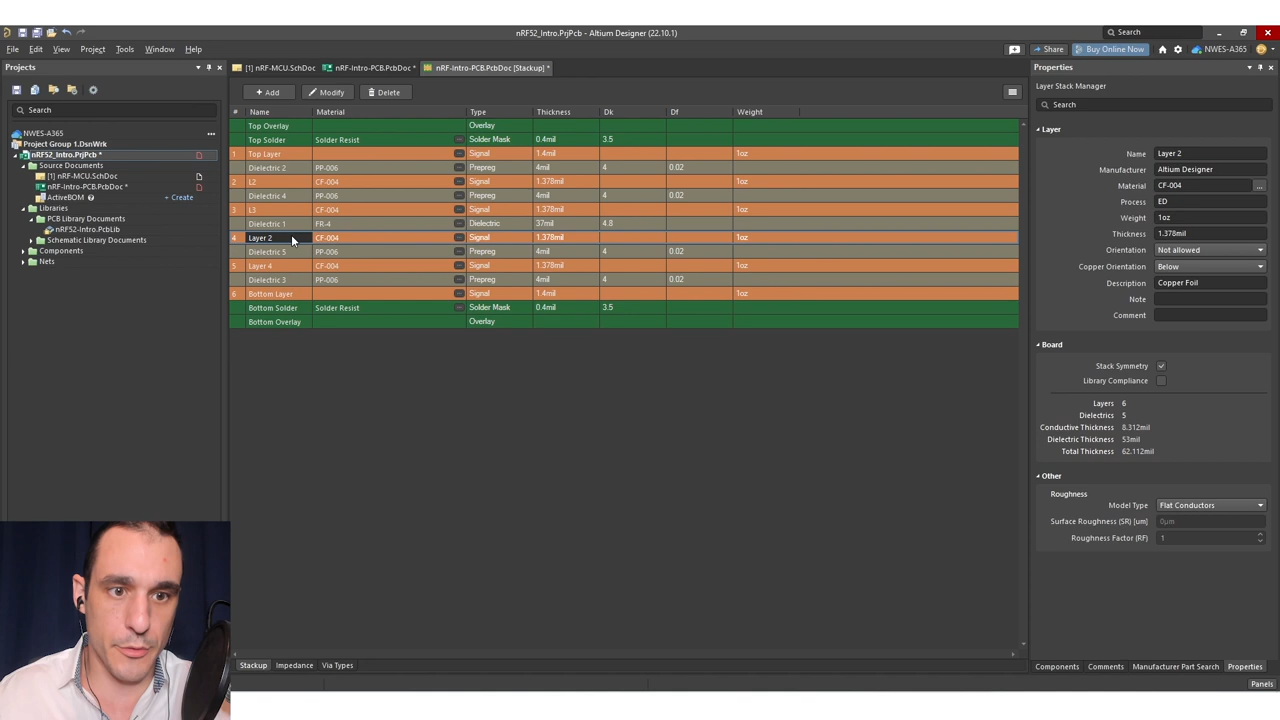 nRF52_Intro.PrjPcb - Altium Designer (22.10.1)
Search
File Edit View Project Tools Window Help
Share Buy Online Now NWES-A365
Projects
[1] nRF-MCU.SchDoc nRF-Intro-PCB.PcbDoc * nRF-Intro-PCB.PcbDoc [Stackup] *
Properties
Layer Stack Manager
+ Add Modify Delete
Search
Search
# Name Material Type Thickness Dk Df Weight
Top Overlay Overlay
Top Solder Solder Resist Solder Mask 0.4mil 3.5
1 Top Layer Signal 1.4mil 1oz
Dielectric 2 PP-006 Prepreg 4mil 4 0.02
2 L2 CF-004 Signal 1.378mil 1oz
Dielectric 4 PP-006 Prepreg 4mil 4 0.02
3 L3 CF-004 Signal 1.378mil 1oz
Dielectric 1 FR-4 Dielectric 37mil 4.8
4 Layer 2 CF-004 Signal 1.378mil 1oz
Dielectric 5 PP-006 Prepreg 4mil 4 0.02
5 Layer 4 CF-004 Signal 1.378mil 1oz
Dielectric 3 PP-006 Prepreg 4mil 4 0.02
6 Bottom Layer Signal 1.4mil 1oz
Bottom Solder Solder Resist Solder Mask 0.4mil 3.5
Bottom Overlay Overlay
NWES-A365
Project Group 1.DsnWrk
nRF52_Intro.PrjPcb *
Source Documents
[1] nRF-MCU.SchDoc
nRF-Intro-PCB.PcbDoc *
ActiveBOM + Create
Libraries
PCB Library Documents
nRF52-Intro.PcbLib
Schematic Library Documents
Components
Nets
Layer
Name Layer 2
Manufacturer Altium Designer
Material CF-004 ...
Process ED
Weight 1oz
Thickness 1.378mil
Orientation Not allowed
Copper Orientation Below
Description Copper Foil
Note
Comment
Board
Stack Symmetry
Library Compliance
Layers 6
Dielectrics 5
Conductive Thickness 8.312mil
Dielectric Thickness 53mil
Total Thickness 62.112mil
Other
Roughness
Model Type Flat Conductors
Surface Roughness (SR) [um] 0µm
Roughness Factor (RF) 1
Stackup Impedance Via Types
Components Comments Manufacturer Part Search Properties
Panels